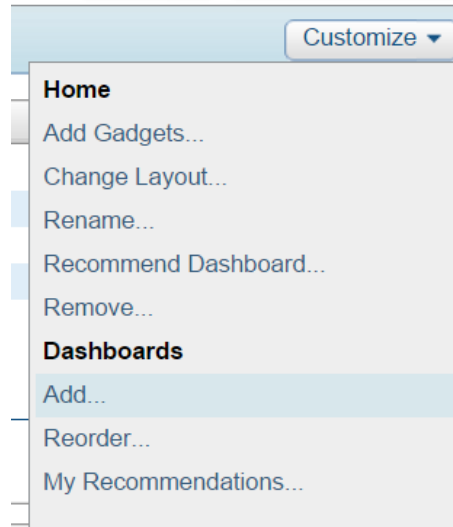 Customize
Home
Add Gadgets...
Change Layout...
Rename...
Recommend Dashboard...
Remove...
Dashboards
Add...
Reorder...
My Recommendations...